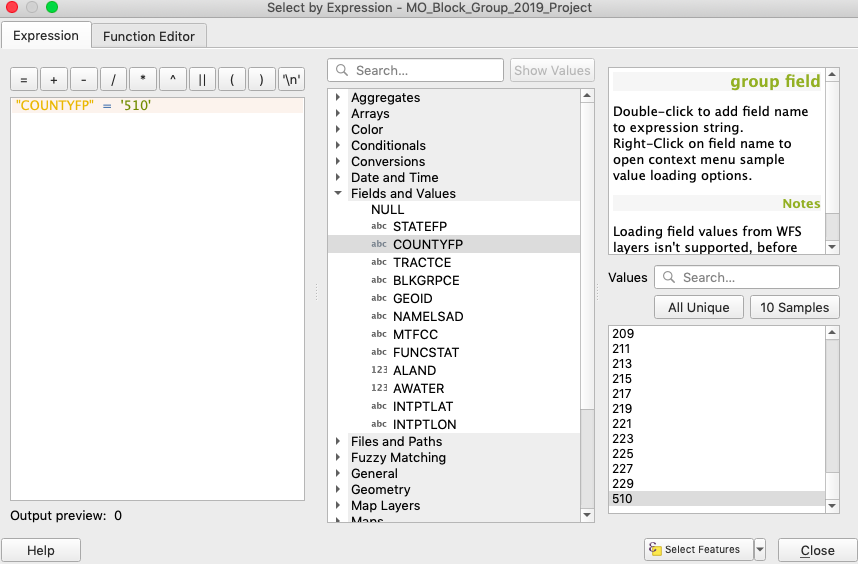 Select by Expression - MO_Block_Group_2019_Project
Expression
Function Editor
= + - / * ^ || ( ) '\n'
"COUNTYFP" = '510'
Output preview: 0
Search...
Show Values
Aggregates
Arrays
Color
Conditionals
Conversions
Date and Time
Fields and Values
NULL
abc STATEFP
abc COUNTYFP
abc TRACTCE
abc BLKGRPCE
abc GEOID
abc NAMELSAD
abc MTFCC
abc FUNCSTAT
123 ALAND
123 AWATER
abc INTPTLAT
abc INTPTLON
Files and Paths
Fuzzy Matching
General
Geometry
Map Layers
Maps
group field
Double-click to add field name
to expression string.
Right-Click on field name to
open context menu sample
value loading options.
Notes
Loading field values from WFS
layers isn't supported, before
Values
Search...
All Unique
10 Samples
209
211
213
215
217
219
221
223
225
227
229
510
Help
Select Features
Close